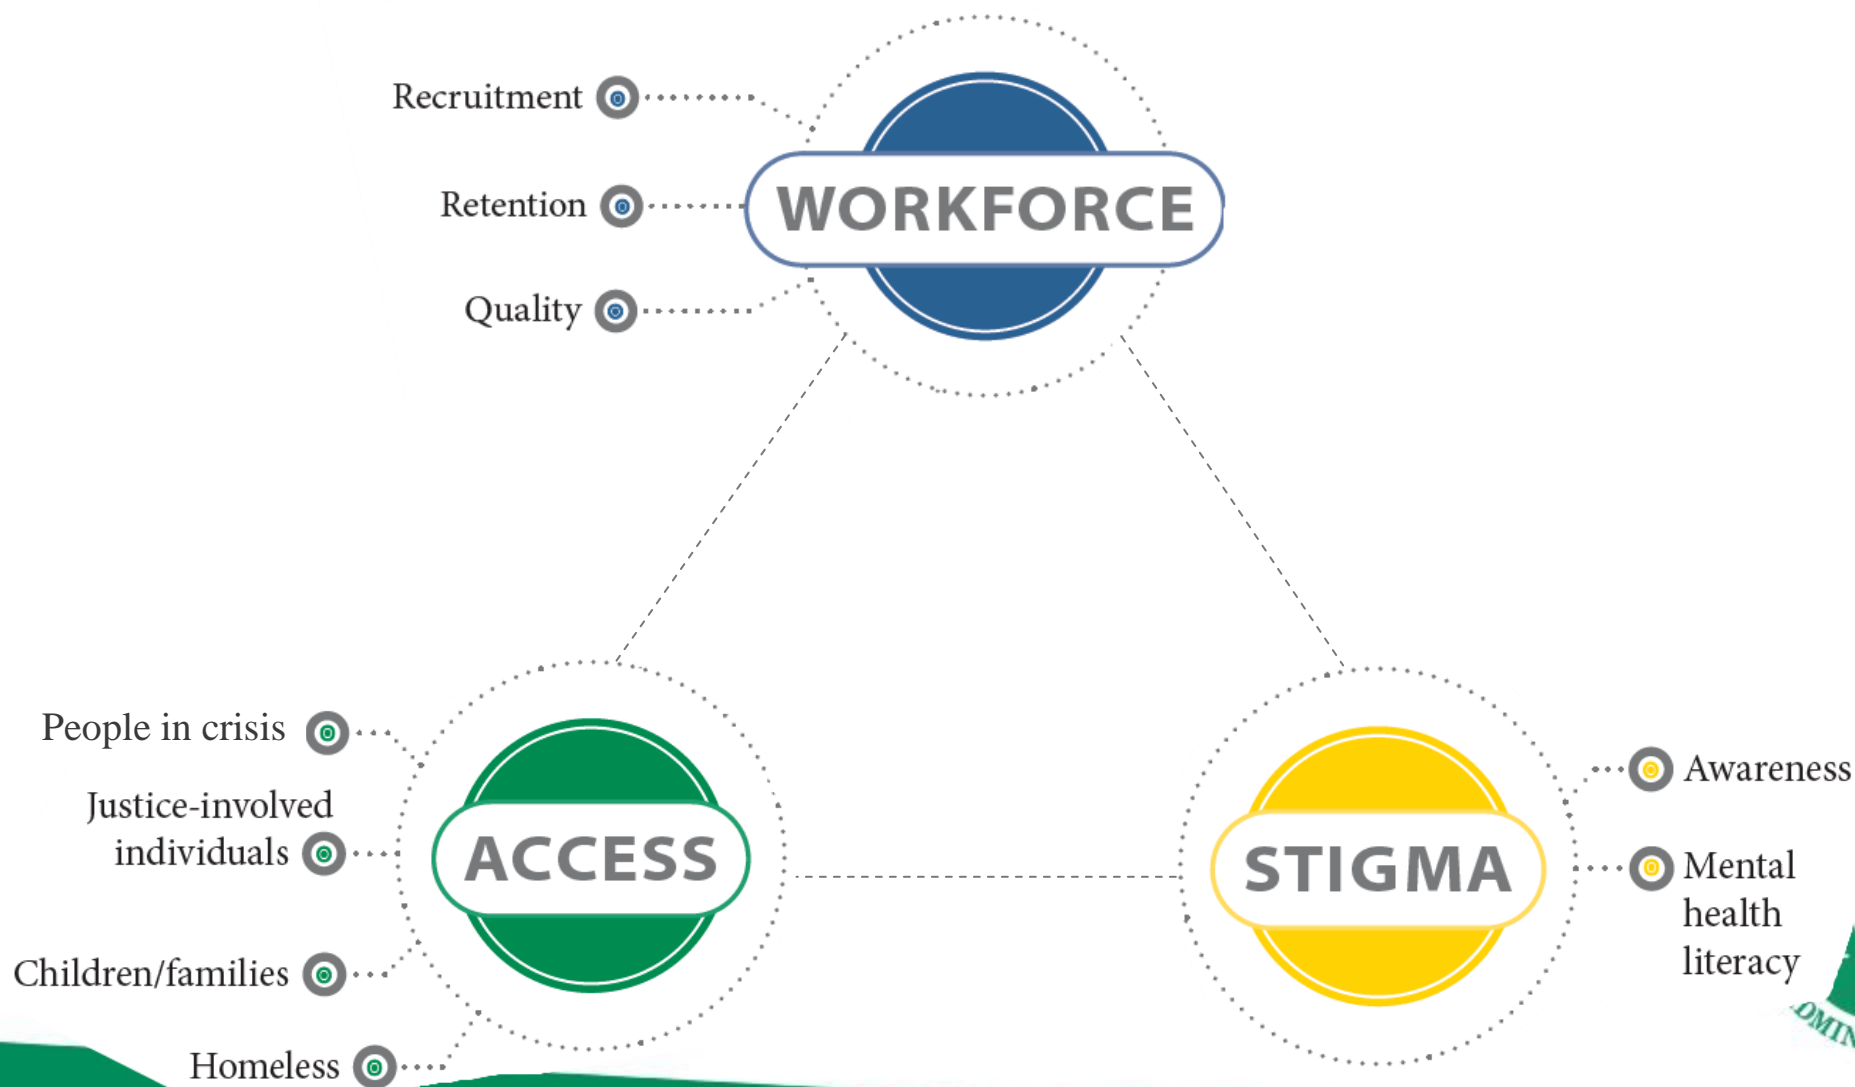 Recruitment
Retention
Quality
WORKFORCE
People in crisis
Justice-involved
individuals
Children/families
Homeless
ACCESS
STIGMA
Awareness
Mental
health
literacy